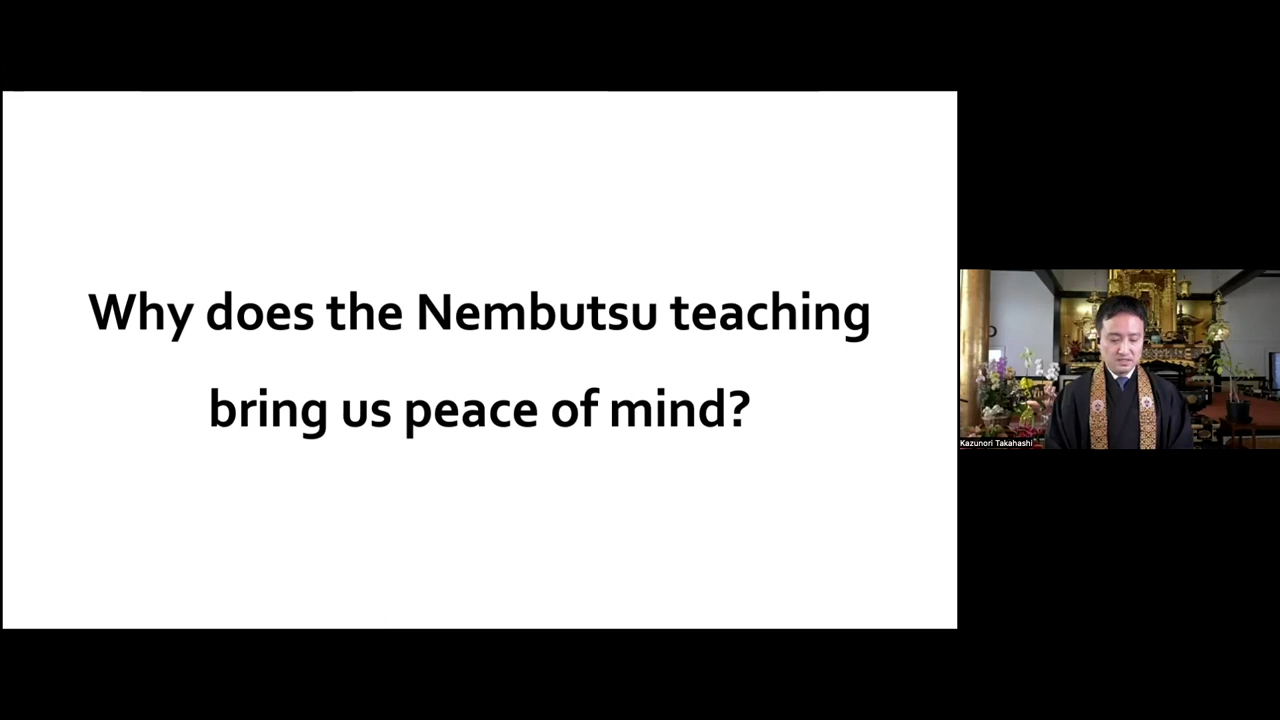 Why does the Nembutsu teaching
bring us peace of mind?
Kazunori Takahashi